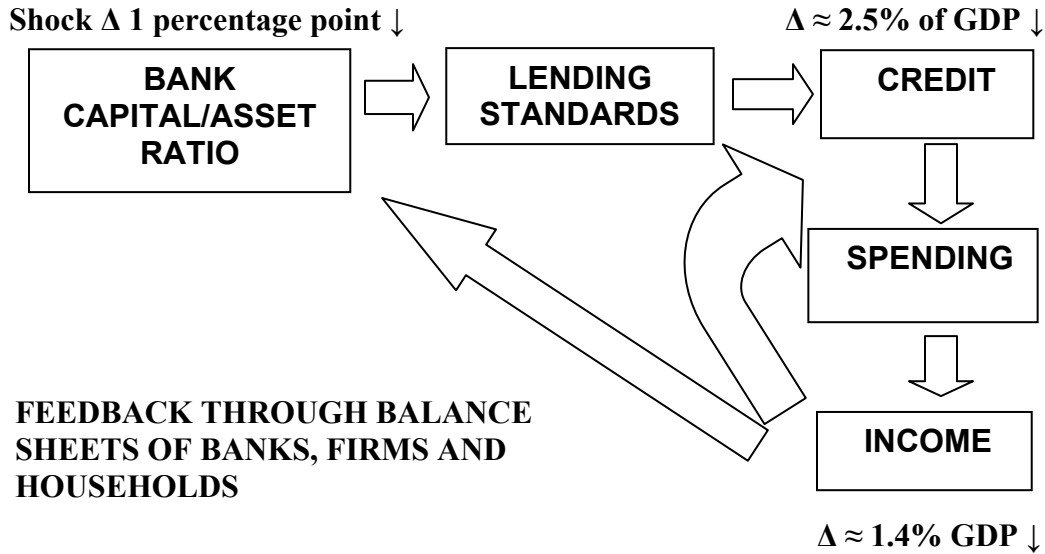 Shock Δ 1 percentage point ↓
Δ ≈ 2.5% of GDP ↓
BANK
CAPITAL/ASSET
RATIO
LENDING
STANDARDS
CREDIT
SPENDING
FEEDBACK THROUGH BALANCE
SHEETS OF BANKS, FIRMS AND
HOUSEHOLDS
INCOME
Δ ≈ 1.4% GDP ↓